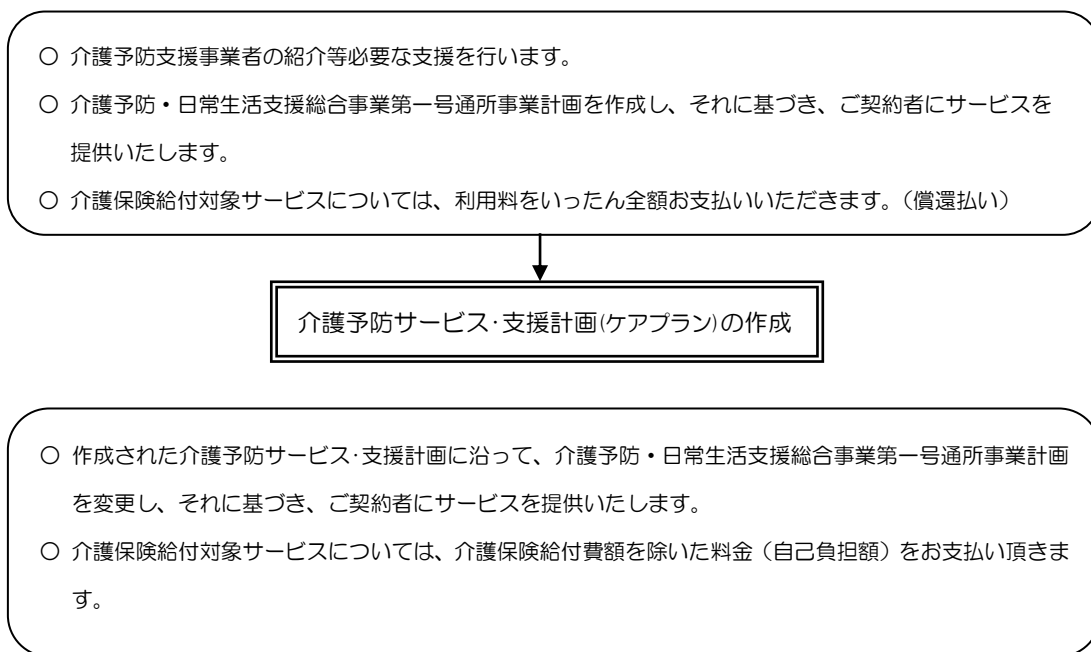 ○ 介護予防支援事業者の紹介等必要な支援を行います。
○ 介護予防・日常生活支援総合事業第一号通所事業計画を作成し、それに基づき、ご契約者にサービスを
提供いたします。
○ 介護保険給付対象サービスについては、利用料をいったん全額お支払いいただきます。（償還払い）
介護予防サービス･支援計画(ケアプラン)の作成
○ 作成された介護予防サービス･支援計画に沿って、介護予防・日常生活支援総合事業第一号通所事業計画
を変更し、それに基づき、ご契約者にサービスを提供いたします。
○ 介護保険給付対象サービスについては、介護保険給付費額を除いた料金（自己負担額）をお支払い頂きま
す。